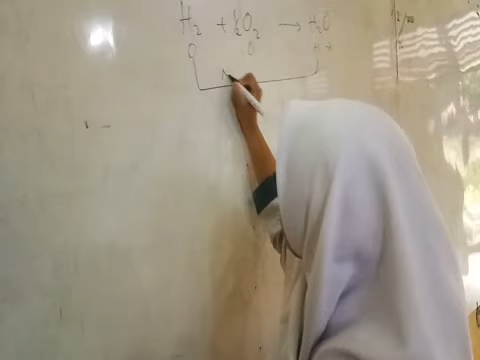 H₂ + ½O₂ → H₂O
O O + +